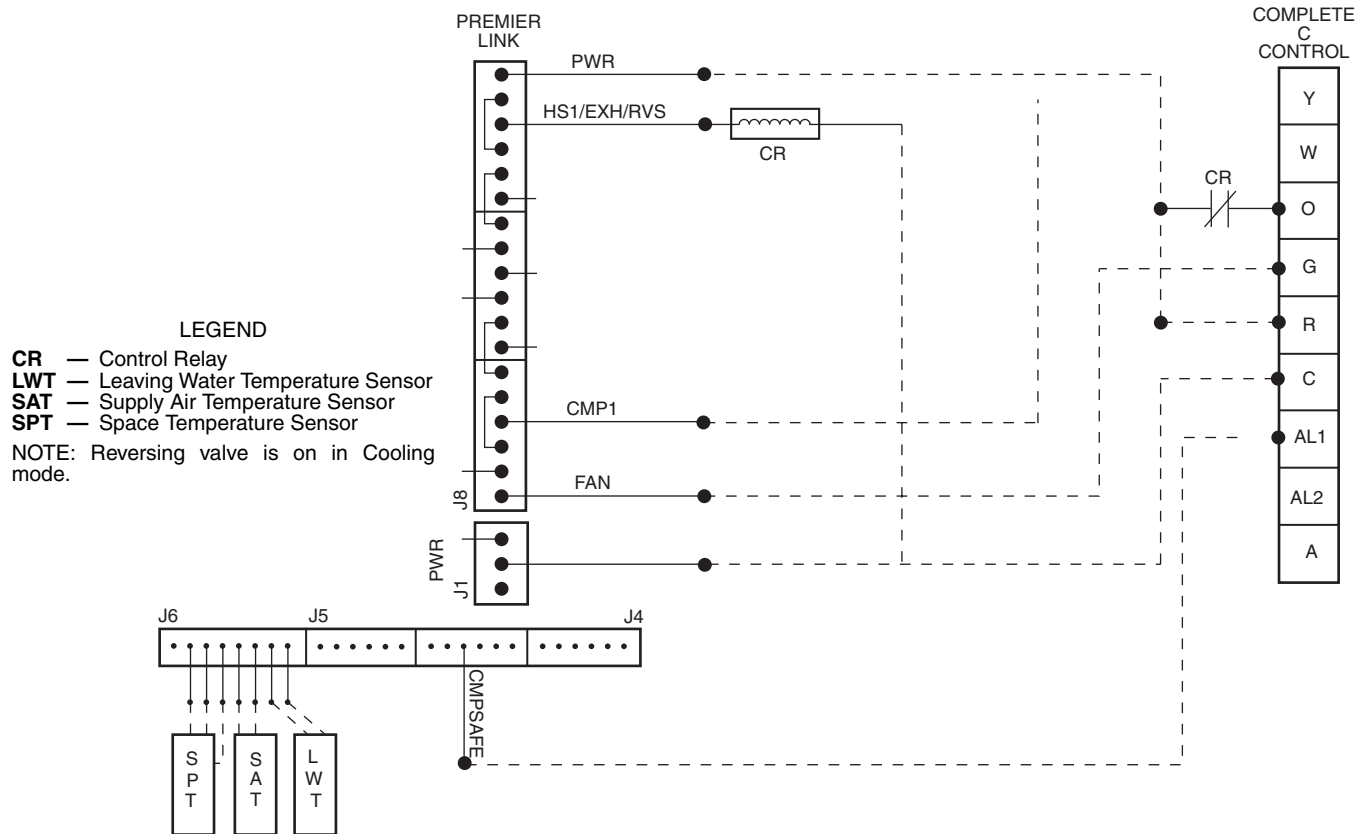 PREMIER
LINK
COMPLETE
C
CONTROL
PWR
HS1/EXH/RVS
CR
CR
Y
W
O
G
R
C
AL1
AL2
A
LEGEND
CR — Control Relay
LWT — Leaving Water Temperature Sensor
SAT — Supply Air Temperature Sensor
SPT — Space Temperature Sensor
NOTE: Reversing valve is on in Cooling
mode.
CMP1
FAN
J8
PWR
J1
J6
J5
J4
CMPSAFE
SPT
SAT
LWT